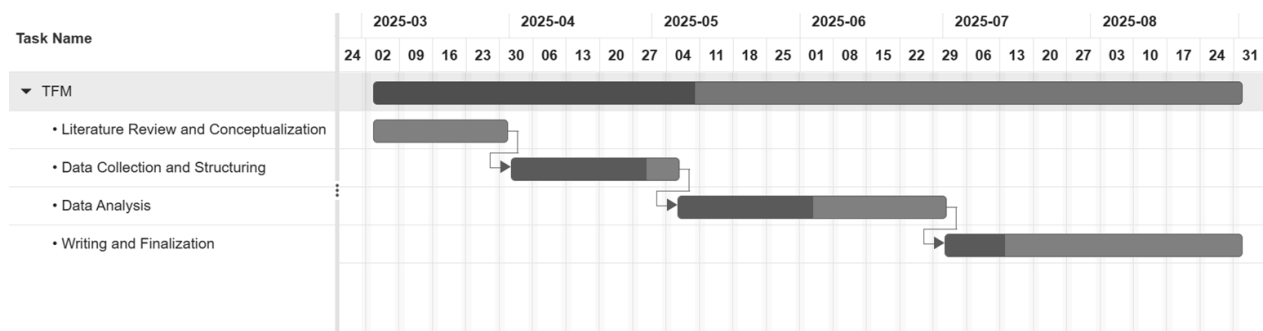 2025-03 2025-04 2025-05 2025-06 2025-07 2025-08
Task Name
24 02 09 16 23 30 06 13 20 27 04 11 18 25 01 08 15 22 29 06 13 20 27 03 10 17 24 31
TFM
• Literature Review and Conceptualization
• Data Collection and Structuring
• Data Analysis
• Writing and Finalization